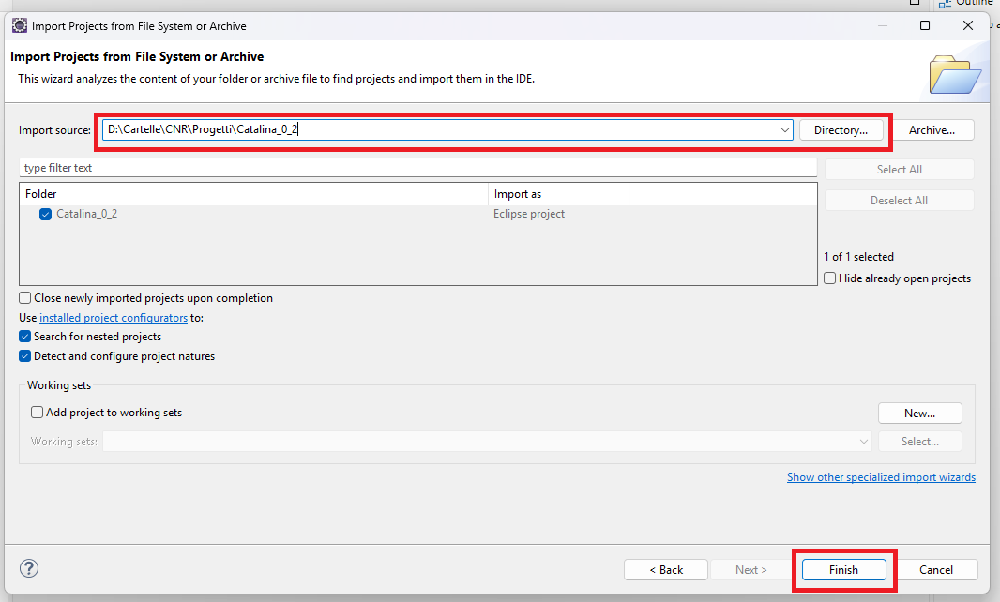 Outline
Import Projects from File System or Archive
Import Projects from File System or Archive
This wizard analyzes the content of your folder or archive file to find projects and import them in the IDE.
Import source: D:\Cartelle\CNR\Progetti\Catalina_0_2 Directory... Archive...
type filter text Select All
Folder Import as
Deselect All
Catalina_0_2 Eclipse project
1 of 1 selected
Hide already open projects
Close newly imported projects upon completion
Use installed project configurators to:
Search for nested projects
Detect and configure project natures
Working sets
Add project to working sets New...
Working sets: Select...
Show other specialized import wizards
? < Back Next > Finish Cancel